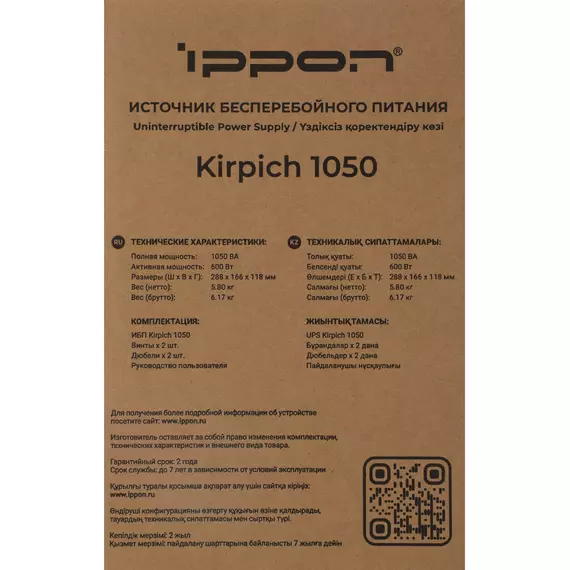 ippon®
ИСТОЧНИК БЕСПЕРЕБОЙНОГО ПИТАНИЯ
Uninterruptible Power Supply / Үздіксіз қоректендіру көзі
Kirpich 1050
RU ТЕХНИЧЕСКИЕ ХАРАКТЕРИСТИКИ:
Полная мощность: 1050 ВА
Активная мощность: 600 Вт
Размеры (Ш х В х Г): 288 x 166 x 118 мм
Вес (нетто): 5.80 кг
Вес (брутто): 6.17 кг
КОМПЛЕКТАЦИЯ:
ИБП Kirpich 1050
Винты х 2 шт.
Дюбели х 2 шт.
Руководство пользователя
KZ ТЕХНИКАЛЫҚ СИПАТТАМАЛАРЫ:
Толық қуаты: 1050 ВА
Белсенді қуаты: 600 Вт
Өлшемдері (Е х Б х Т): 288 x 166 x 118 мм
Салмағы (нетто): 5.80 кг
Салмағы (брутто): 6.17 кг
ЖИЫНТЫҚТАМАСЫ:
UPS Kirpich 1050
Бұрандалар х 2 дана
Дюбельдер х 2 дана
Пайдаланушы нұсқаулығы
Для получения более подробной информации об устройстве
посетите сайт: www.ippon.ru
Изготовитель оставляет за собой право изменения комплектации,
технических характеристик и внешнего вида товара.
Гарантийный срок: 2 года
Срок службы: до 7 лет в зависимости от условий эксплуатации
Құрылғы туралы қосымша ақпарат алу үшін сайтқа кіріңіз:
www.ippon.ru
Өндіруші конфигурацияны өзгерту құқығын өзіне қалдырады,
тауардың техникалық сипаттамасы мен сыртқы түрі.
Кепілдік мерзімі: 2 жыл
Қызмет мерзімі: пайдалану шарттарына байланысты 7 жылға дейін